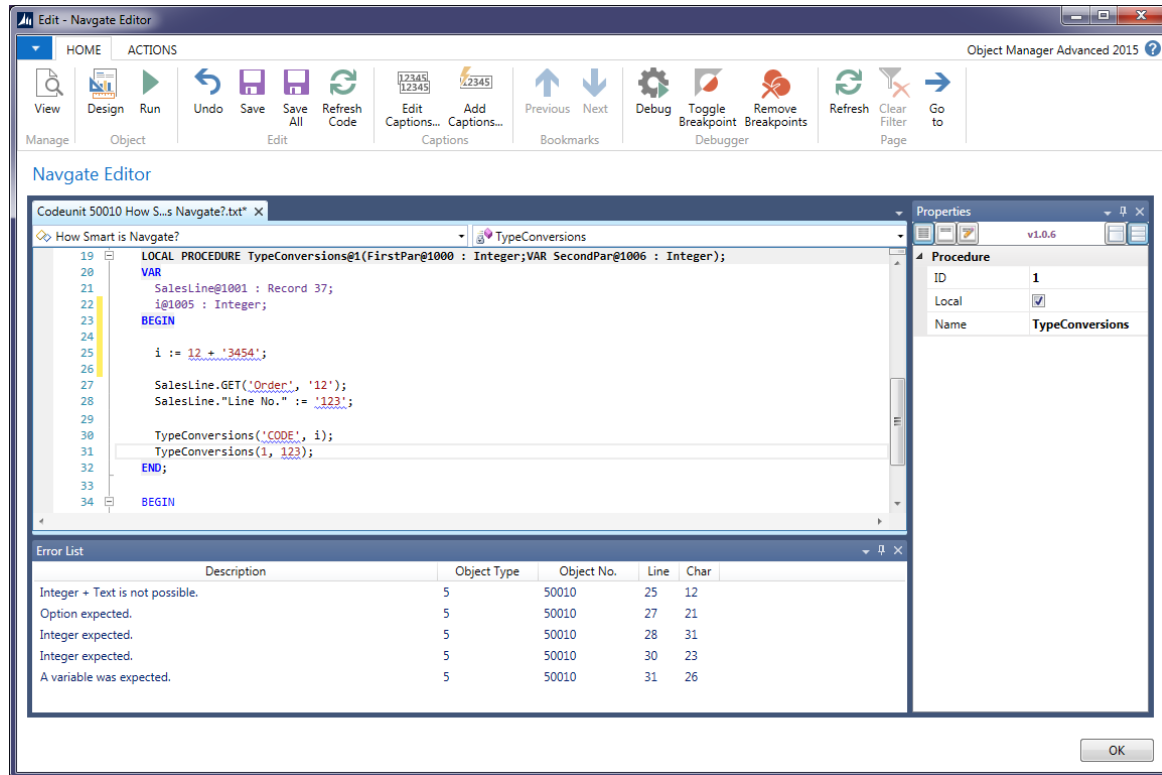 Edit - Navgate Editor
HOME ACTIONS Object Manager Advanced 2015 ?
12345 12345 12345
View Design Run Undo Save Save All Refresh Code Edit Captions... Add Captions... Previous Next Debug Toggle Breakpoint Remove Breakpoints Refresh Clear Filter Go to
Manage Object Edit Captions Bookmarks Debugger Page
Navgate Editor
Codeunit 50010 How S...s Navgate?.txt* X
How Smart is Navgate? TypeConversions
19 LOCAL PROCEDURE TypeConversions@1(FirstPar@1000 : Integer;VAR SecondPar@1006 : Integer);
20 VAR
21 SalesLine@1001 : Record 37;
22 i@1005 : Integer;
23 BEGIN
24
25 i := 12 + '3454';
26
27 SalesLine.GET('Order', '12');
28 SalesLine."Line No." := '123';
29
30 TypeConversions('CODE', i);
31 TypeConversions(1, 123);
32 END;
33
34 BEGIN
Properties
v1.0.6
Procedure
ID 1
Local
Name TypeConversions
Error List
Description Object Type Object No. Line Char
Integer + Text is not possible. 5 50010 25 12
Option expected. 5 50010 27 21
Integer expected. 5 50010 28 31
Integer expected. 5 50010 30 23
A variable was expected. 5 50010 31 26
OK